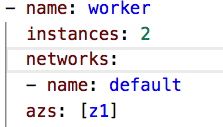 - name: worker
  instances: 2
  networks:
  - name: default
  azs: [z1]